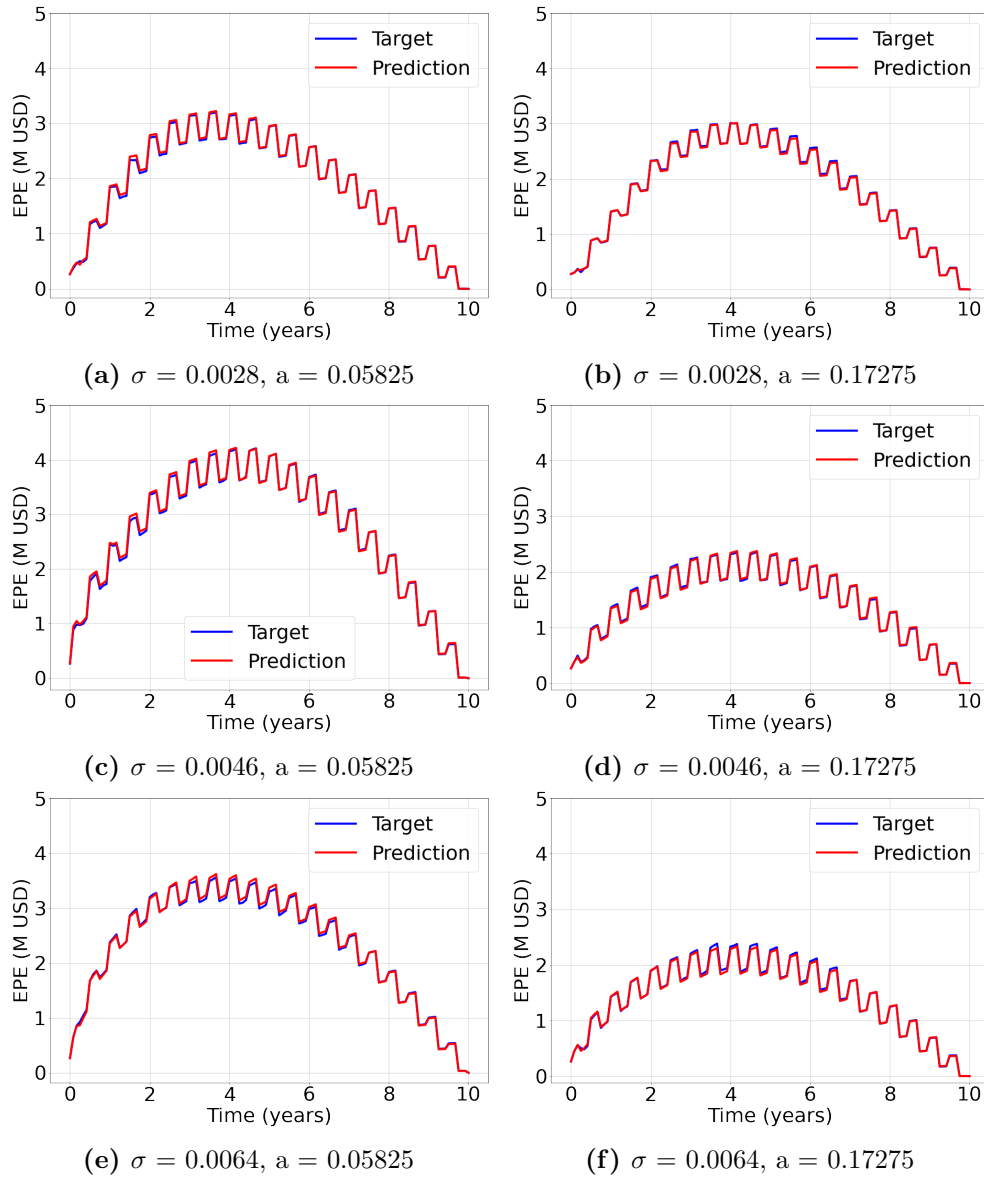 5
4
3
2
1
0
EPE (M USD)
Target
Prediction
0 2 4 6 8 10
Time (years)
(a) σ = 0.0028, a = 0.05825
5
4
3
2
1
0
EPE (M USD)
Target
Prediction
0 2 4 6 8 10
Time (years)
(b) σ = 0.0028, a = 0.17275
5
4
3
2
1
0
EPE (M USD)
Target
Prediction
0 2 4 6 8 10
Time (years)
(c) σ = 0.0046, a = 0.05825
5
4
3
2
1
0
EPE (M USD)
Target
Prediction
0 2 4 6 8 10
Time (years)
(d) σ = 0.0046, a = 0.17275
5
4
3
2
1
0
EPE (M USD)
Target
Prediction
0 2 4 6 8 10
Time (years)
(e) σ = 0.0064, a = 0.05825
5
4
3
2
1
0
EPE (M USD)
Target
Prediction
0 2 4 6 8 10
Time (years)
(f) σ = 0.0064, a = 0.17275